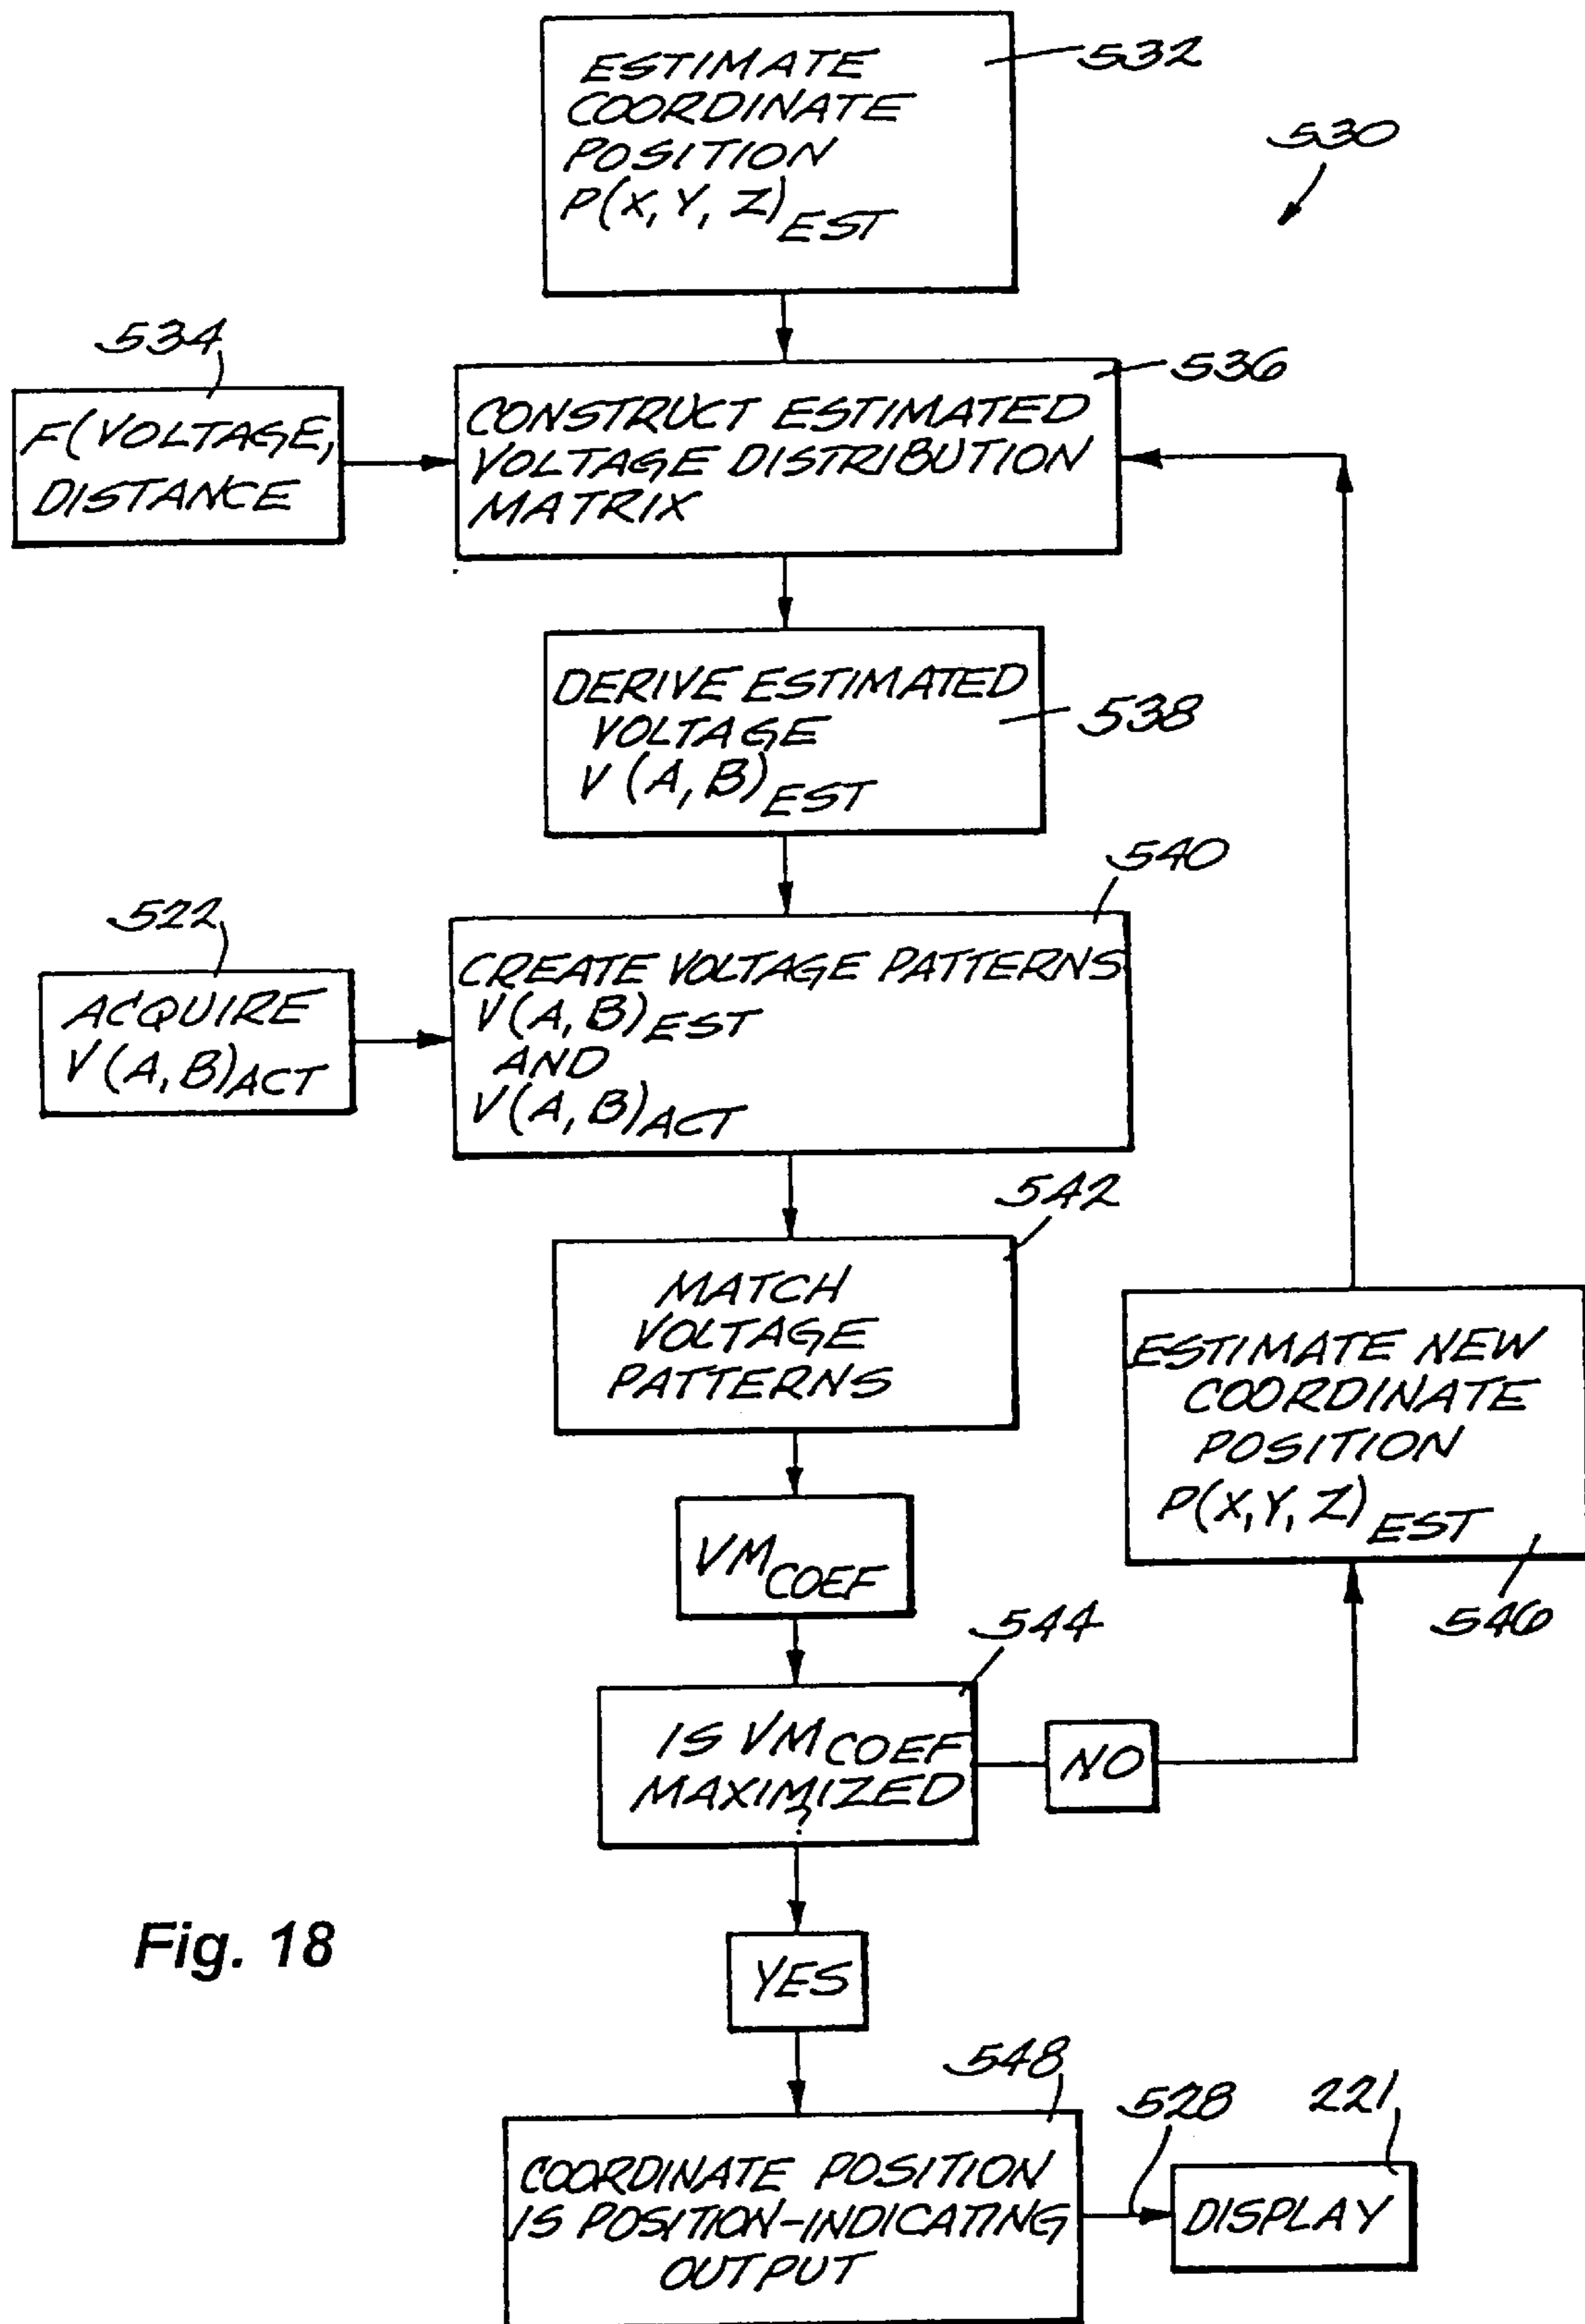 ESTIMATE
COORDINATE
POSITION
P(X, Y, Z)EST
532
530
534
F(VOLTAGE,
DISTANCE
536
CONSTRUCT ESTIMATED
VOLTAGE DISTRIBUTION
MATRIX
DERIVE ESTIMATED
VOLTAGE
V (A, B)EST
538
540
522
ACQUIRE
V (A, B)ACT
CREATE VOLTAGE PATTERNS
V(A, B)EST
AND
V(A, B)ACT
542
MATCH
VOLTAGE
PATTERNS
ESTIMATE NEW
COORDINATE
POSITION
P(X, Y, Z)EST
546
VMCOEF
544
IS VMCOEF
MAXIMIZED
?
NO
YES
Fig. 18
548
COORDINATE POSITION
IS POSITION-INDICATING
OUTPUT
528
221
DISPLAY